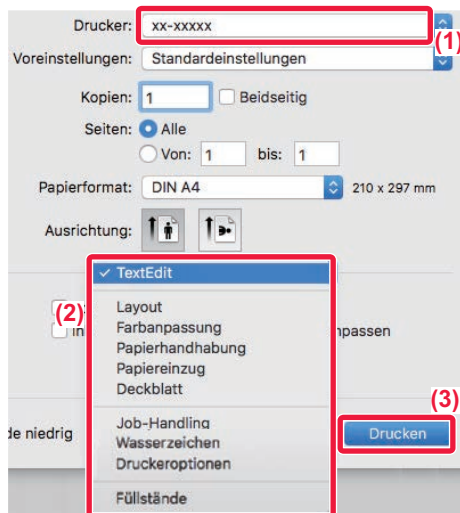 Drucker: xx-xxxxx
(1)
Voreinstellungen: Standardeinstellungen
Kopien: 1 Beidseitig
Seiten: Alle
Von: 1 bis: 1
Papierformat: DIN A4 210 x 297 mm
Ausrichtung:
✓ TextEdit
Layout
(2)
Farbanpassung
Papierhandhabung
Papiereinzug
Deckblatt
(3)
Job-Handling
de niedrig Drucken
Wasserzeichen
Druckeroptionen
Füllstände